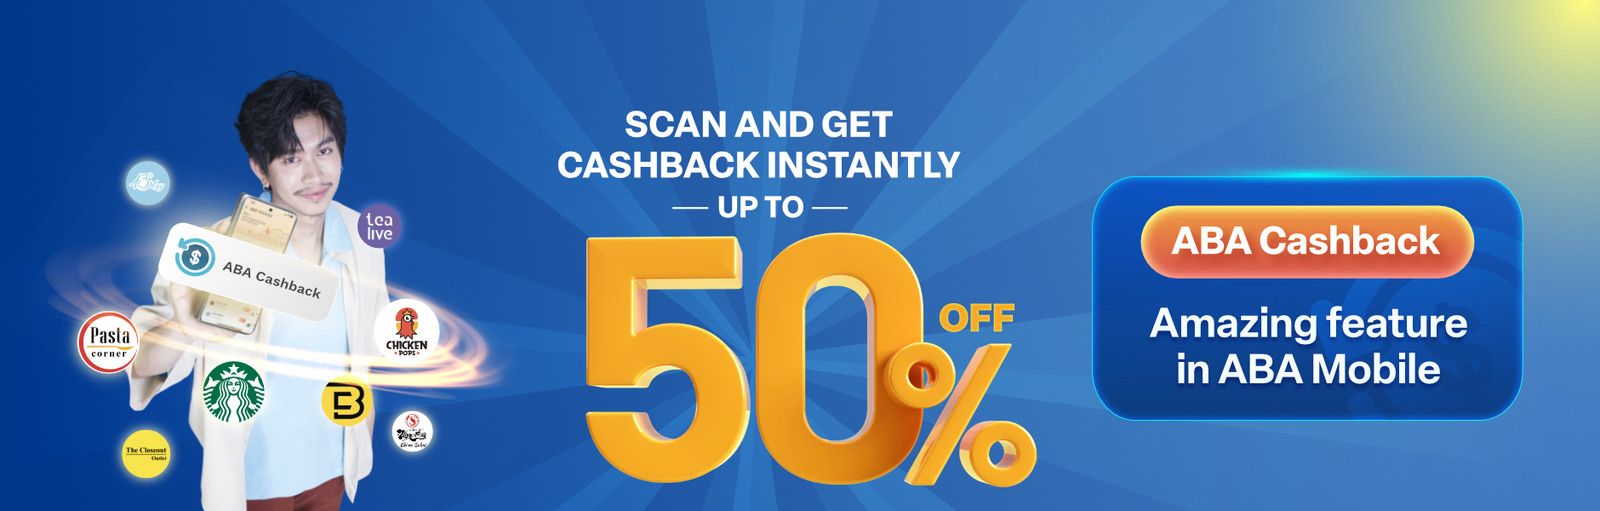 SCAN AND GET
CASHBACK INSTANTLY
UP TO
50%
OFF
ABA Cashback
Amazing feature
in ABA Mobile
ABA Cashback
$
tea
live
Pasta
corner
CHICKEN
POPS
B
The Closeout
Outlet